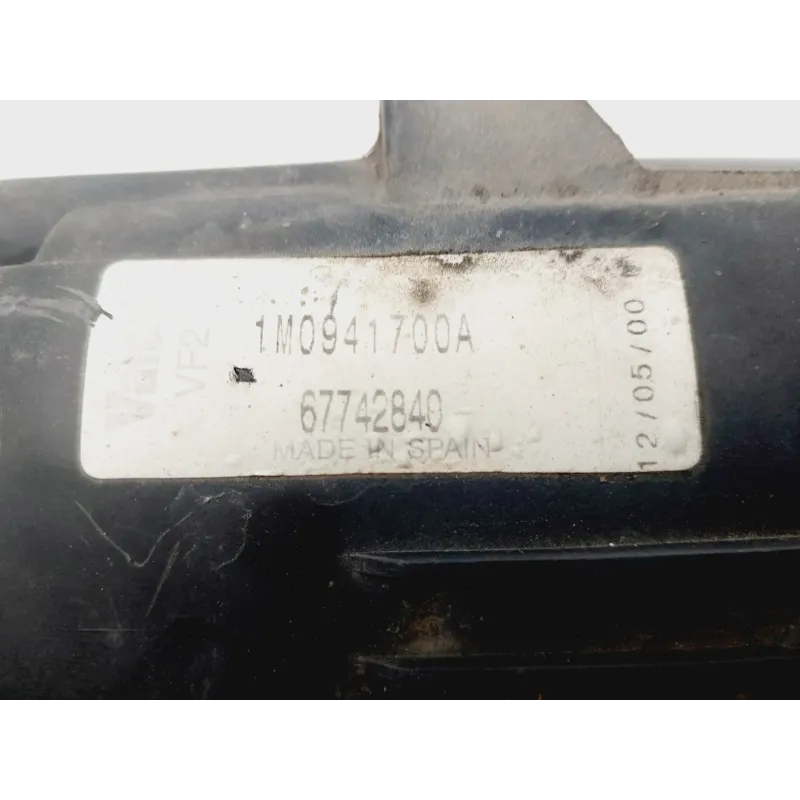 VP2
1M0941700A
67742840
MADE IN SPAIN
12/05/00